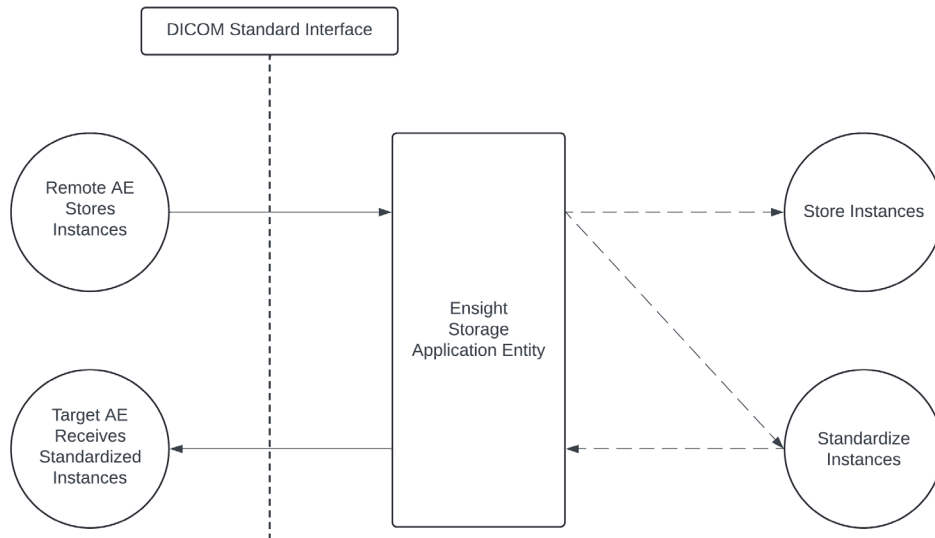 DICOM Standard Interface
Remote AE
Stores
Instances
Store Instances
Ensight
Storage
Application Entity
Target AE
Receives
Standardized
Instances
Standardize
Instances